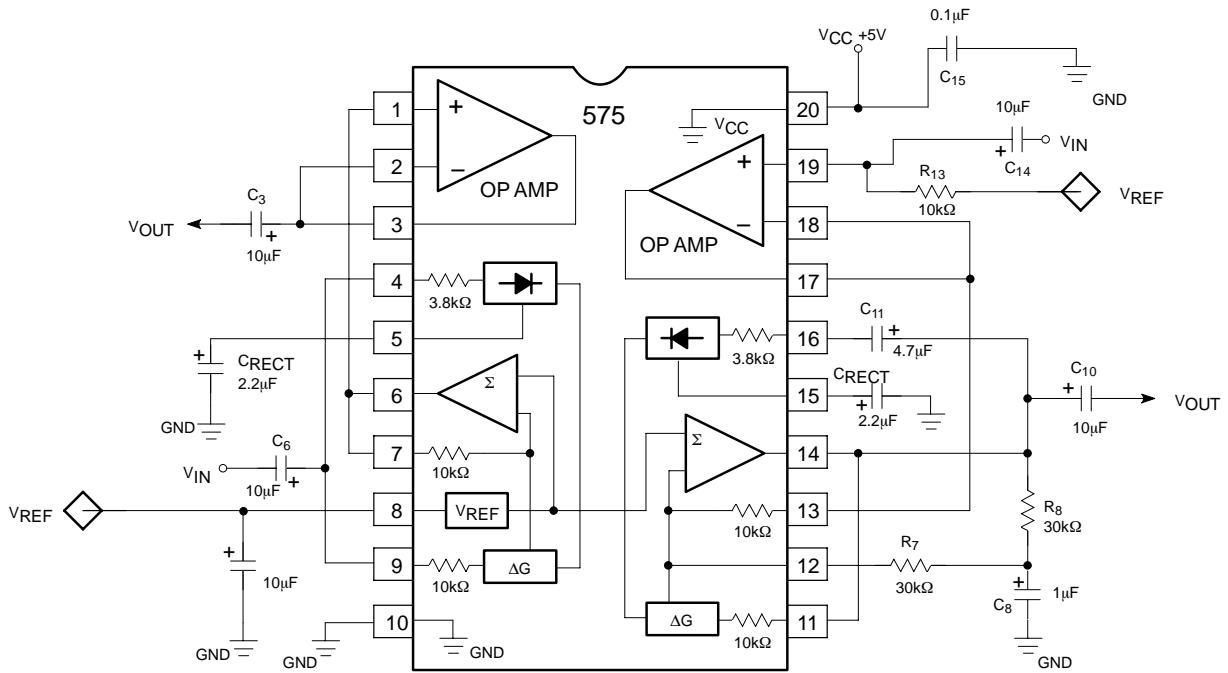 0.1µF
VCC +5V
C15
GND
575
1
+
−
OP AMP
2
3
C3
+
10µF
VOUT
20
VCC
10µF
+
VIN
C14
19
R13
10kΩ
VREF
+
−
OP AMP
18
17
4
3.8kΩ
5
+
CRECT
2.2µF
GND
6
Σ
7
10kΩ
C6
VIN
10µF
+
VREF
8
VREF
+
10µF
GND
9
10kΩ
ΔG
10
GND
GND
16
3.8kΩ
C11
+
4.7µF
15
CRECT
+
2.2µF
C10
+
10µF
VOUT
14
Σ
13
10kΩ
R8
30kΩ
12
R7
30kΩ
+
1µF
C8
GND
11
ΔG
10kΩ